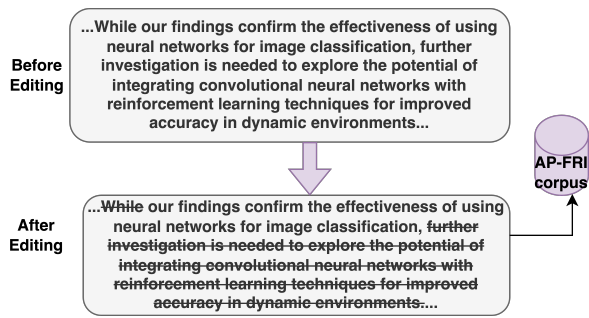 ...While our findings confirm the effectiveness of using
neural networks for image classification, further
investigation is needed to explore the potential of
integrating convolutional neural networks with
reinforcement learning techniques for improved
accuracy in dynamic environments...
Before
Editing
AP-FRI
corpus
...While our findings confirm the effectiveness of using
neural networks for image classification, further
investigation is needed to explore the potential of
integrating convolutional neural networks with
reinforcement learning techniques for improved
accuracy in dynamic environments....
After
Editing